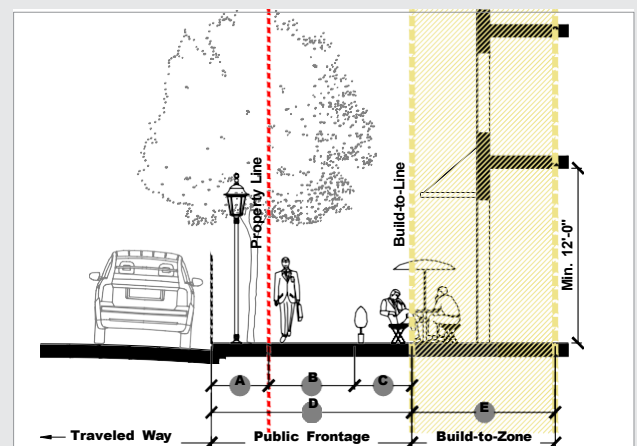 Property Line
Build-to-Line
Min. 12'-0"
A
B
C
D
E
Traveled Way
Public Frontage
Build-to-Zone